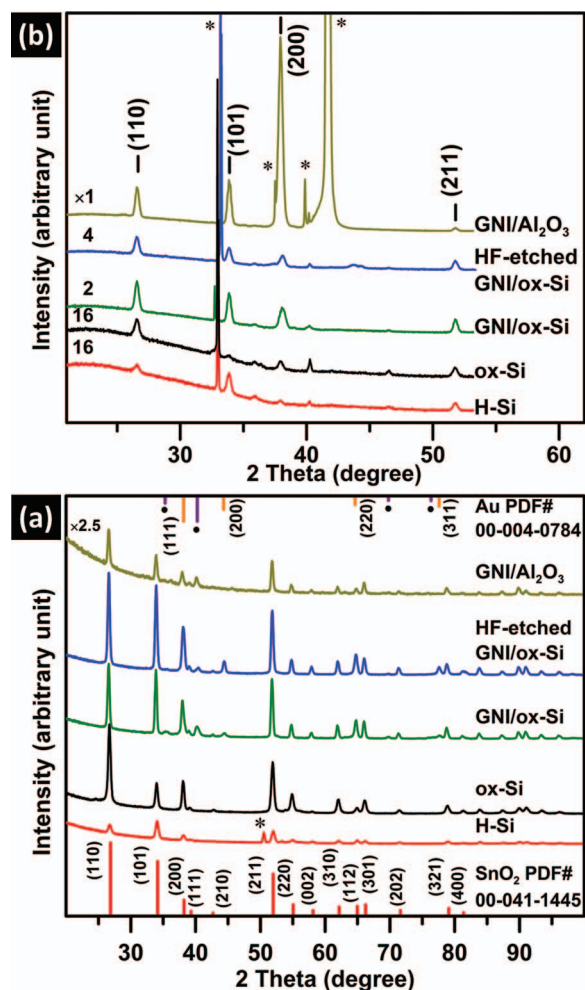 (b)
Intensity (arbitrary unit)
*
(200)
*
(110)
(101)
*
*
(211)
×1
GNI/Al₂O₃
4
HF-etched
GNI/ox-Si
2
GNI/ox-Si
16
ox-Si
16
H-Si
30 40 50 60
2 Theta (degree)
(a)
Intensity (arbitrary unit)
×2.5
(111)
(200)
(220)
(311)
Au PDF#
00-004-0784
GNI/Al₂O₃
HF-etched
GNI/ox-Si
GNI/ox-Si
ox-Si
*
H-Si
(110)
(101)
(200)
(111)
(210)
(211)
(220)
(002)
(310)
(112)
(301)
(202)
(321)
(400)
SnO₂ PDF#
00-041-1445
30 40 50 60 70 80 90
2 Theta (degree)